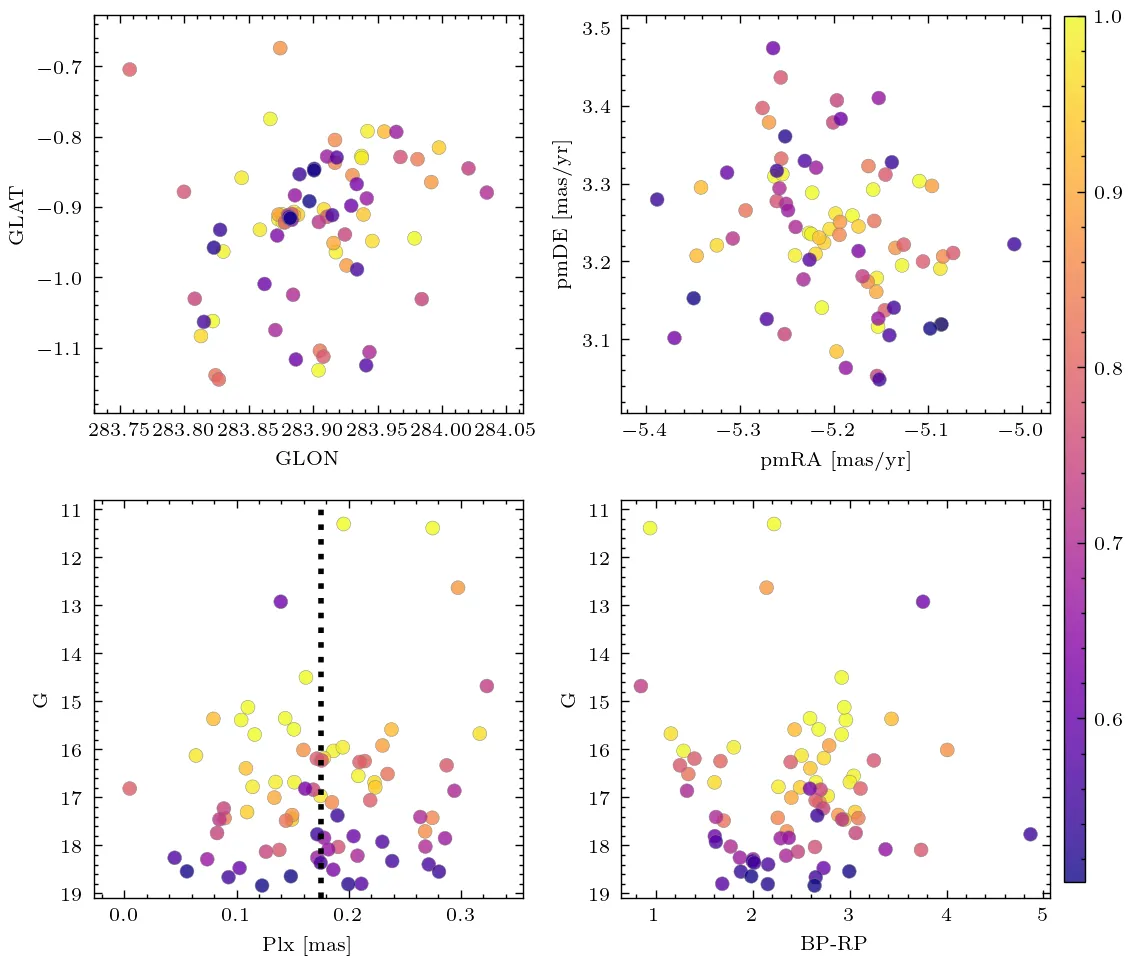 −0.7
−0.8
−0.9
−1.0
−1.1
GLAT
283.75 283.80 283.85 283.90 283.95 284.00 284.05
GLON
3.5
3.4
3.3
3.2
3.1
pmDE [mas/yr]
−5.4 −5.3 −5.2 −5.1 −5.0
pmRA [mas/yr]
1.0
0.9
0.8
0.7
0.6
11
12
13
14
15
16
17
18
19
G
0.0 0.1 0.2 0.3
Plx [mas]
11
12
13
14
15
16
17
18
19
G
1 2 3 4 5
BP-RP